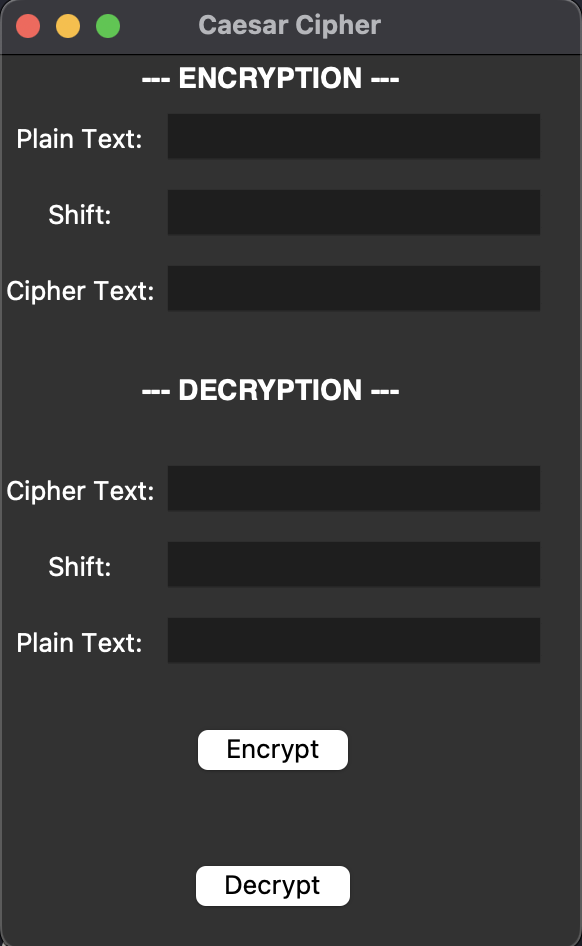 Caesar Cipher
--- ENCRYPTION ---
Plain Text:
Shift:
Cipher Text:
--- DECRYPTION ---
Cipher Text:
Shift:
Plain Text:
Encrypt
Decrypt